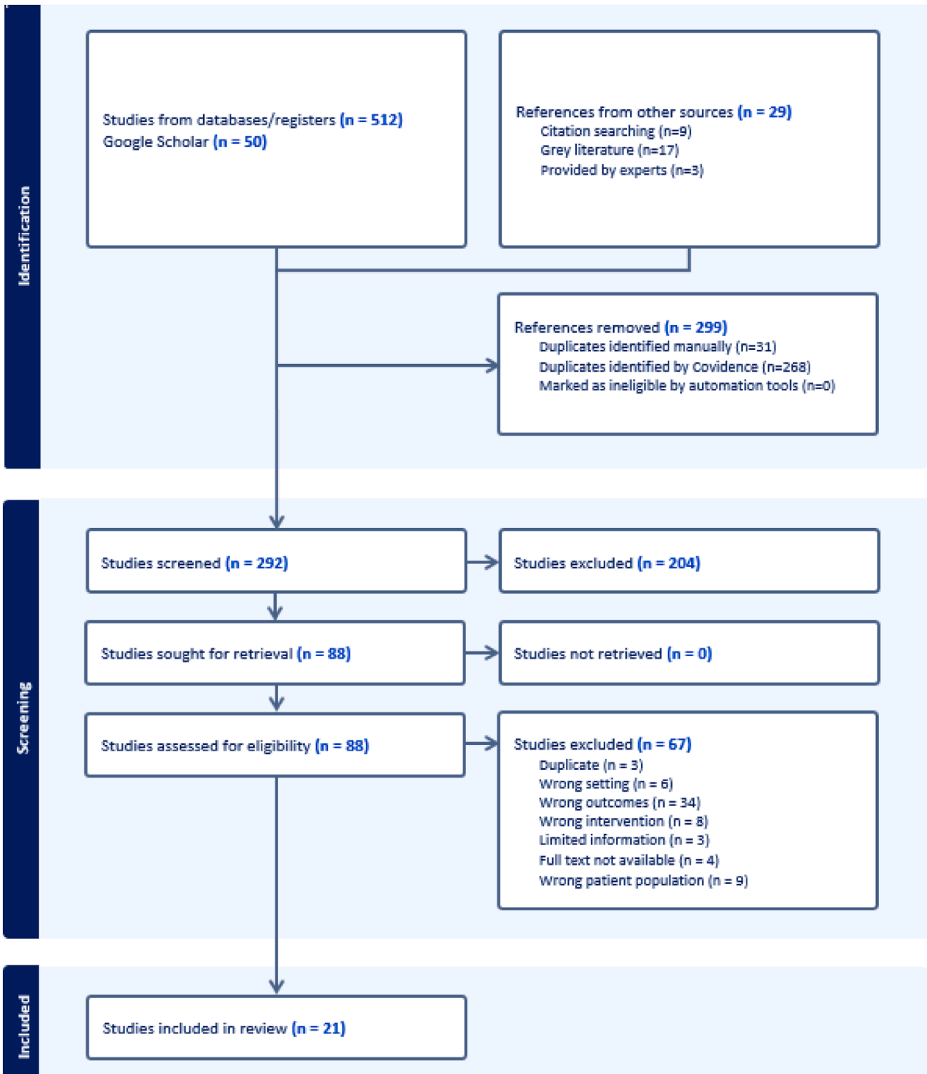 Identification
Studies from databases/registers (n = 512)
Google Scholar (n = 50)
References from other sources (n = 29)
Citation searching (n=9)
Grey literature (n=17)
Provided by experts (n=3)
References removed (n = 299)
Duplicates identified manually (n=31)
Duplicates identified by Covidence (n=268)
Marked as ineligible by automation tools (n=0)
Screening
Studies screened (n = 292)
Studies excluded (n = 204)
Studies sought for retrieval (n = 88)
Studies not retrieved (n = 0)
Studies assessed for eligibility (n = 88)
Studies excluded (n = 67)
Duplicate (n = 3)
Wrong setting (n = 6)
Wrong outcomes (n = 34)
Wrong intervention (n = 8)
Limited information (n = 3)
Full text not available (n = 4)
Wrong patient population (n = 9)
Included
Studies included in review (n = 21)